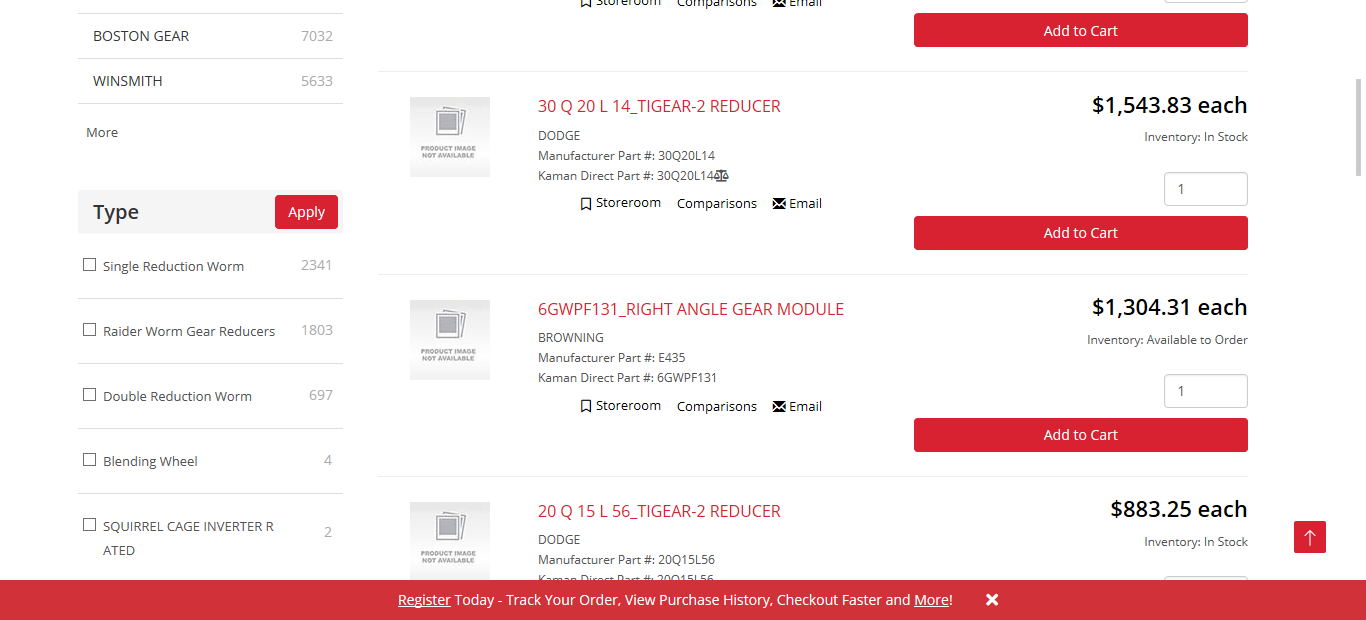 BOSTON GEAR 7032
WINSMITH 5633
More
Type Apply
Single Reduction Worm 2341
Raider Worm Gear Reducers 1803
Double Reduction Worm 697
Blending Wheel 4
SQUIRREL CAGE INVERTER R
ATED 2
Storeroom Comparisons Email
Add to Cart
PRODUCT IMAGE
NOT AVAILABLE
30 Q 20 L 14_TIGEAR-2 REDUCER
DODGE
Manufacturer Part #: 30Q20L14
Kaman Direct Part #: 30Q20L14
Storeroom Comparisons Email
$1,543.83 each
Inventory: In Stock
1
Add to Cart
PRODUCT IMAGE
NOT AVAILABLE
6GWPF131_RIGHT ANGLE GEAR MODULE
BROWNING
Manufacturer Part #: E435
Kaman Direct Part #: 6GWPF131
Storeroom Comparisons Email
$1,304.31 each
Inventory: Available to Order
1
Add to Cart
PRODUCT IMAGE
NOT AVAILABLE
20 Q 15 L 56_TIGEAR-2 REDUCER
DODGE
Manufacturer Part #: 20Q15L56
Kaman Direct Part #: 20Q15L56
$883.25 each
Inventory: In Stock
Register Today - Track Your Order, View Purchase History, Checkout Faster and More!